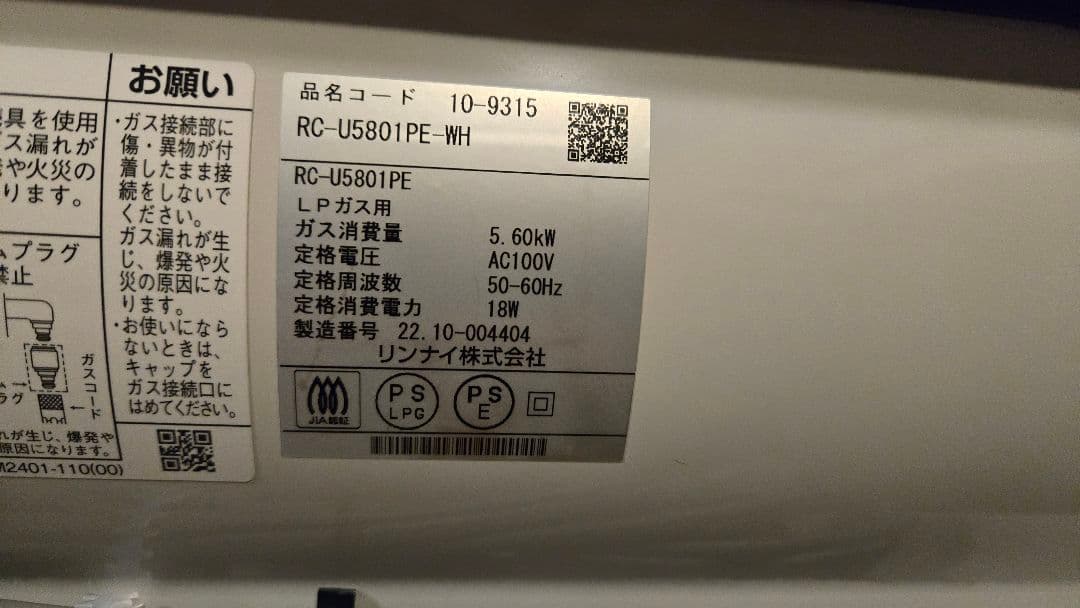 具を使用
ス漏れが
や火災の
ります。
ムプラグ
禁止
ガスコード
ラグ
れが生じ、爆発や
原因になります。
M2401-110(00)
お願い
・ガス接続部に
傷・異物が付
着したまま接
続をしないで
ください。
ガス漏れが生
じ、爆発や火
災の原因にな
ります。
・お使いになら
ないときは、
キャップを
ガス接続口に
はめてください。
品名コード 10-9315
RC-U5801PE-WH
RC-U5801PE
LPガス用
ガス消費量 5.60kW
定格電圧 AC100V
定格周波数 50-60Hz
定格消費電力 18W
製造番号 22.10-004404
リンナイ株式会社
JIA認証
PS
LPG
PS
E